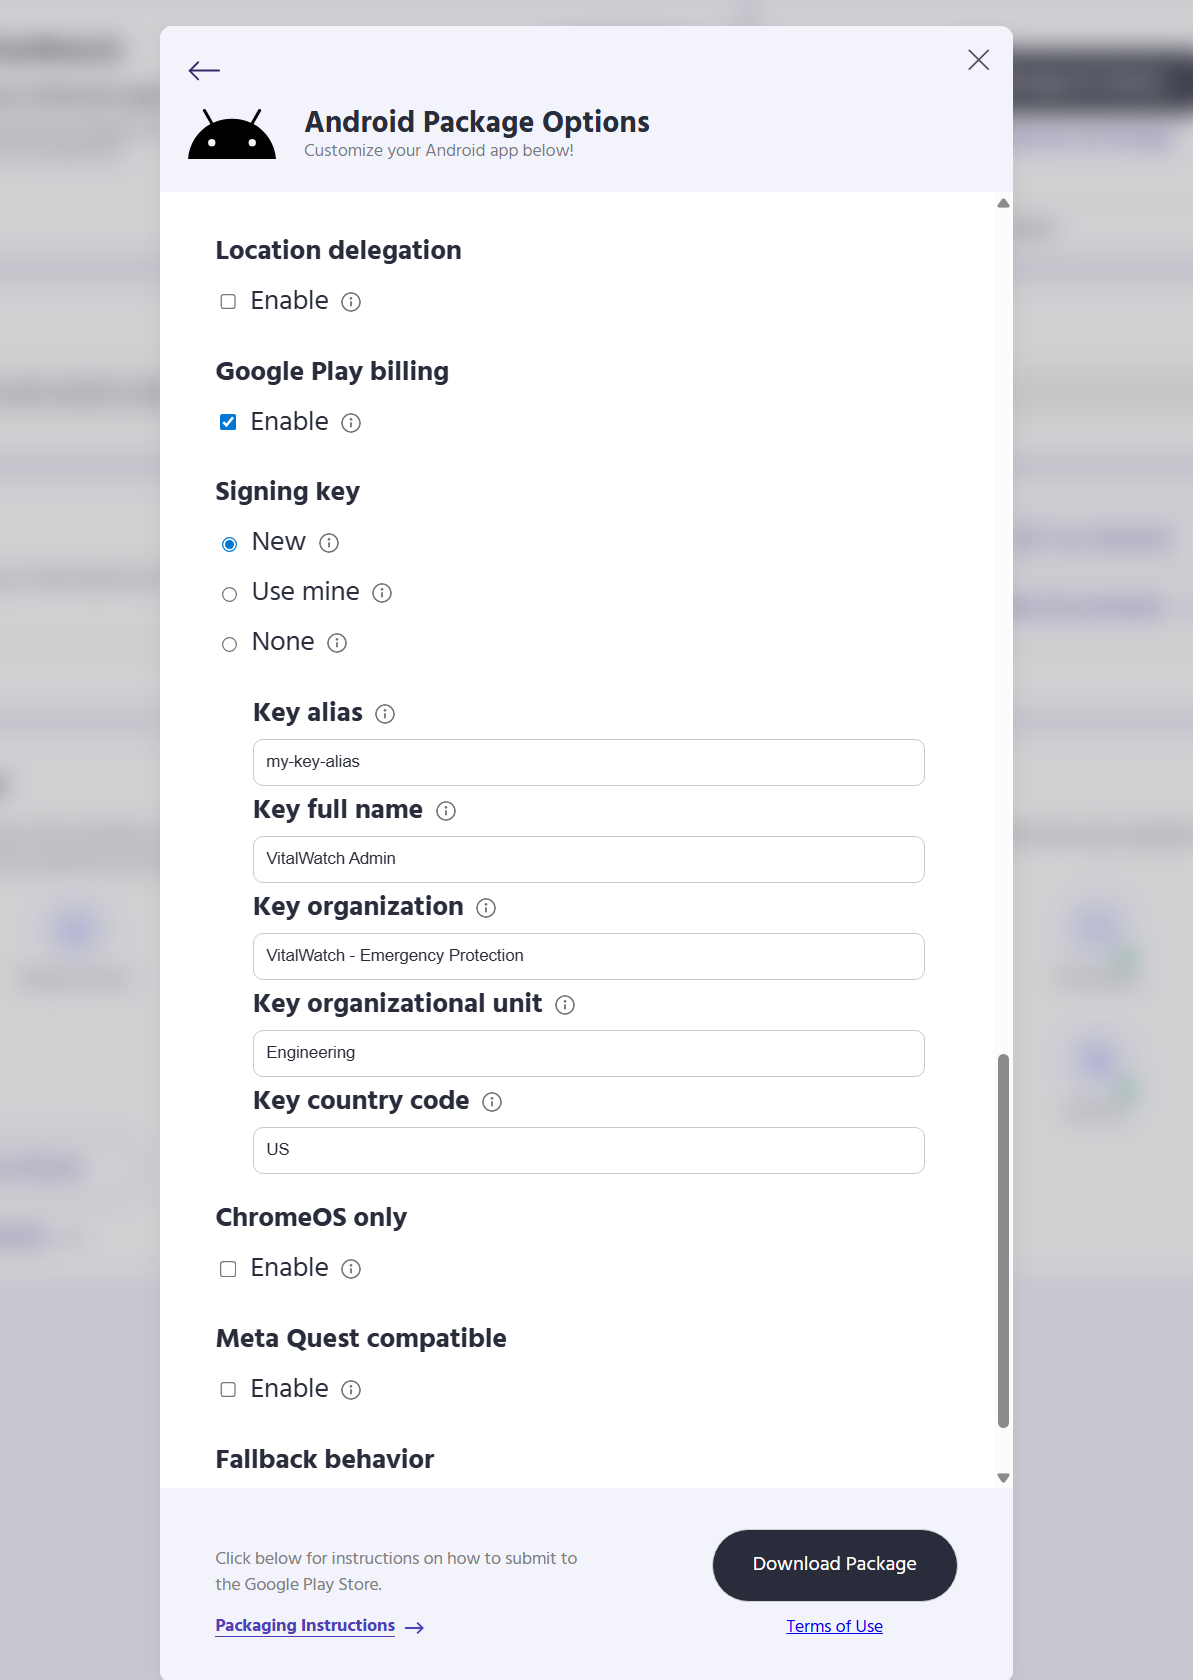 Android Package Options
Customize your Android app below!
Location delegation
Enable
Google Play billing
Enable
Signing key
New
Use mine
None
Key alias
my-key-alias
Key full name
VitalWatch Admin
Key organization
VitalWatch - Emergency Protection
Key organizational unit
Engineering
Key country code
US
ChromeOS only
Enable
Meta Quest compatible
Enable
Fallback behavior
Click below for instructions on how to submit to
the Google Play Store.
Packaging Instructions
Download Package
Terms of Use